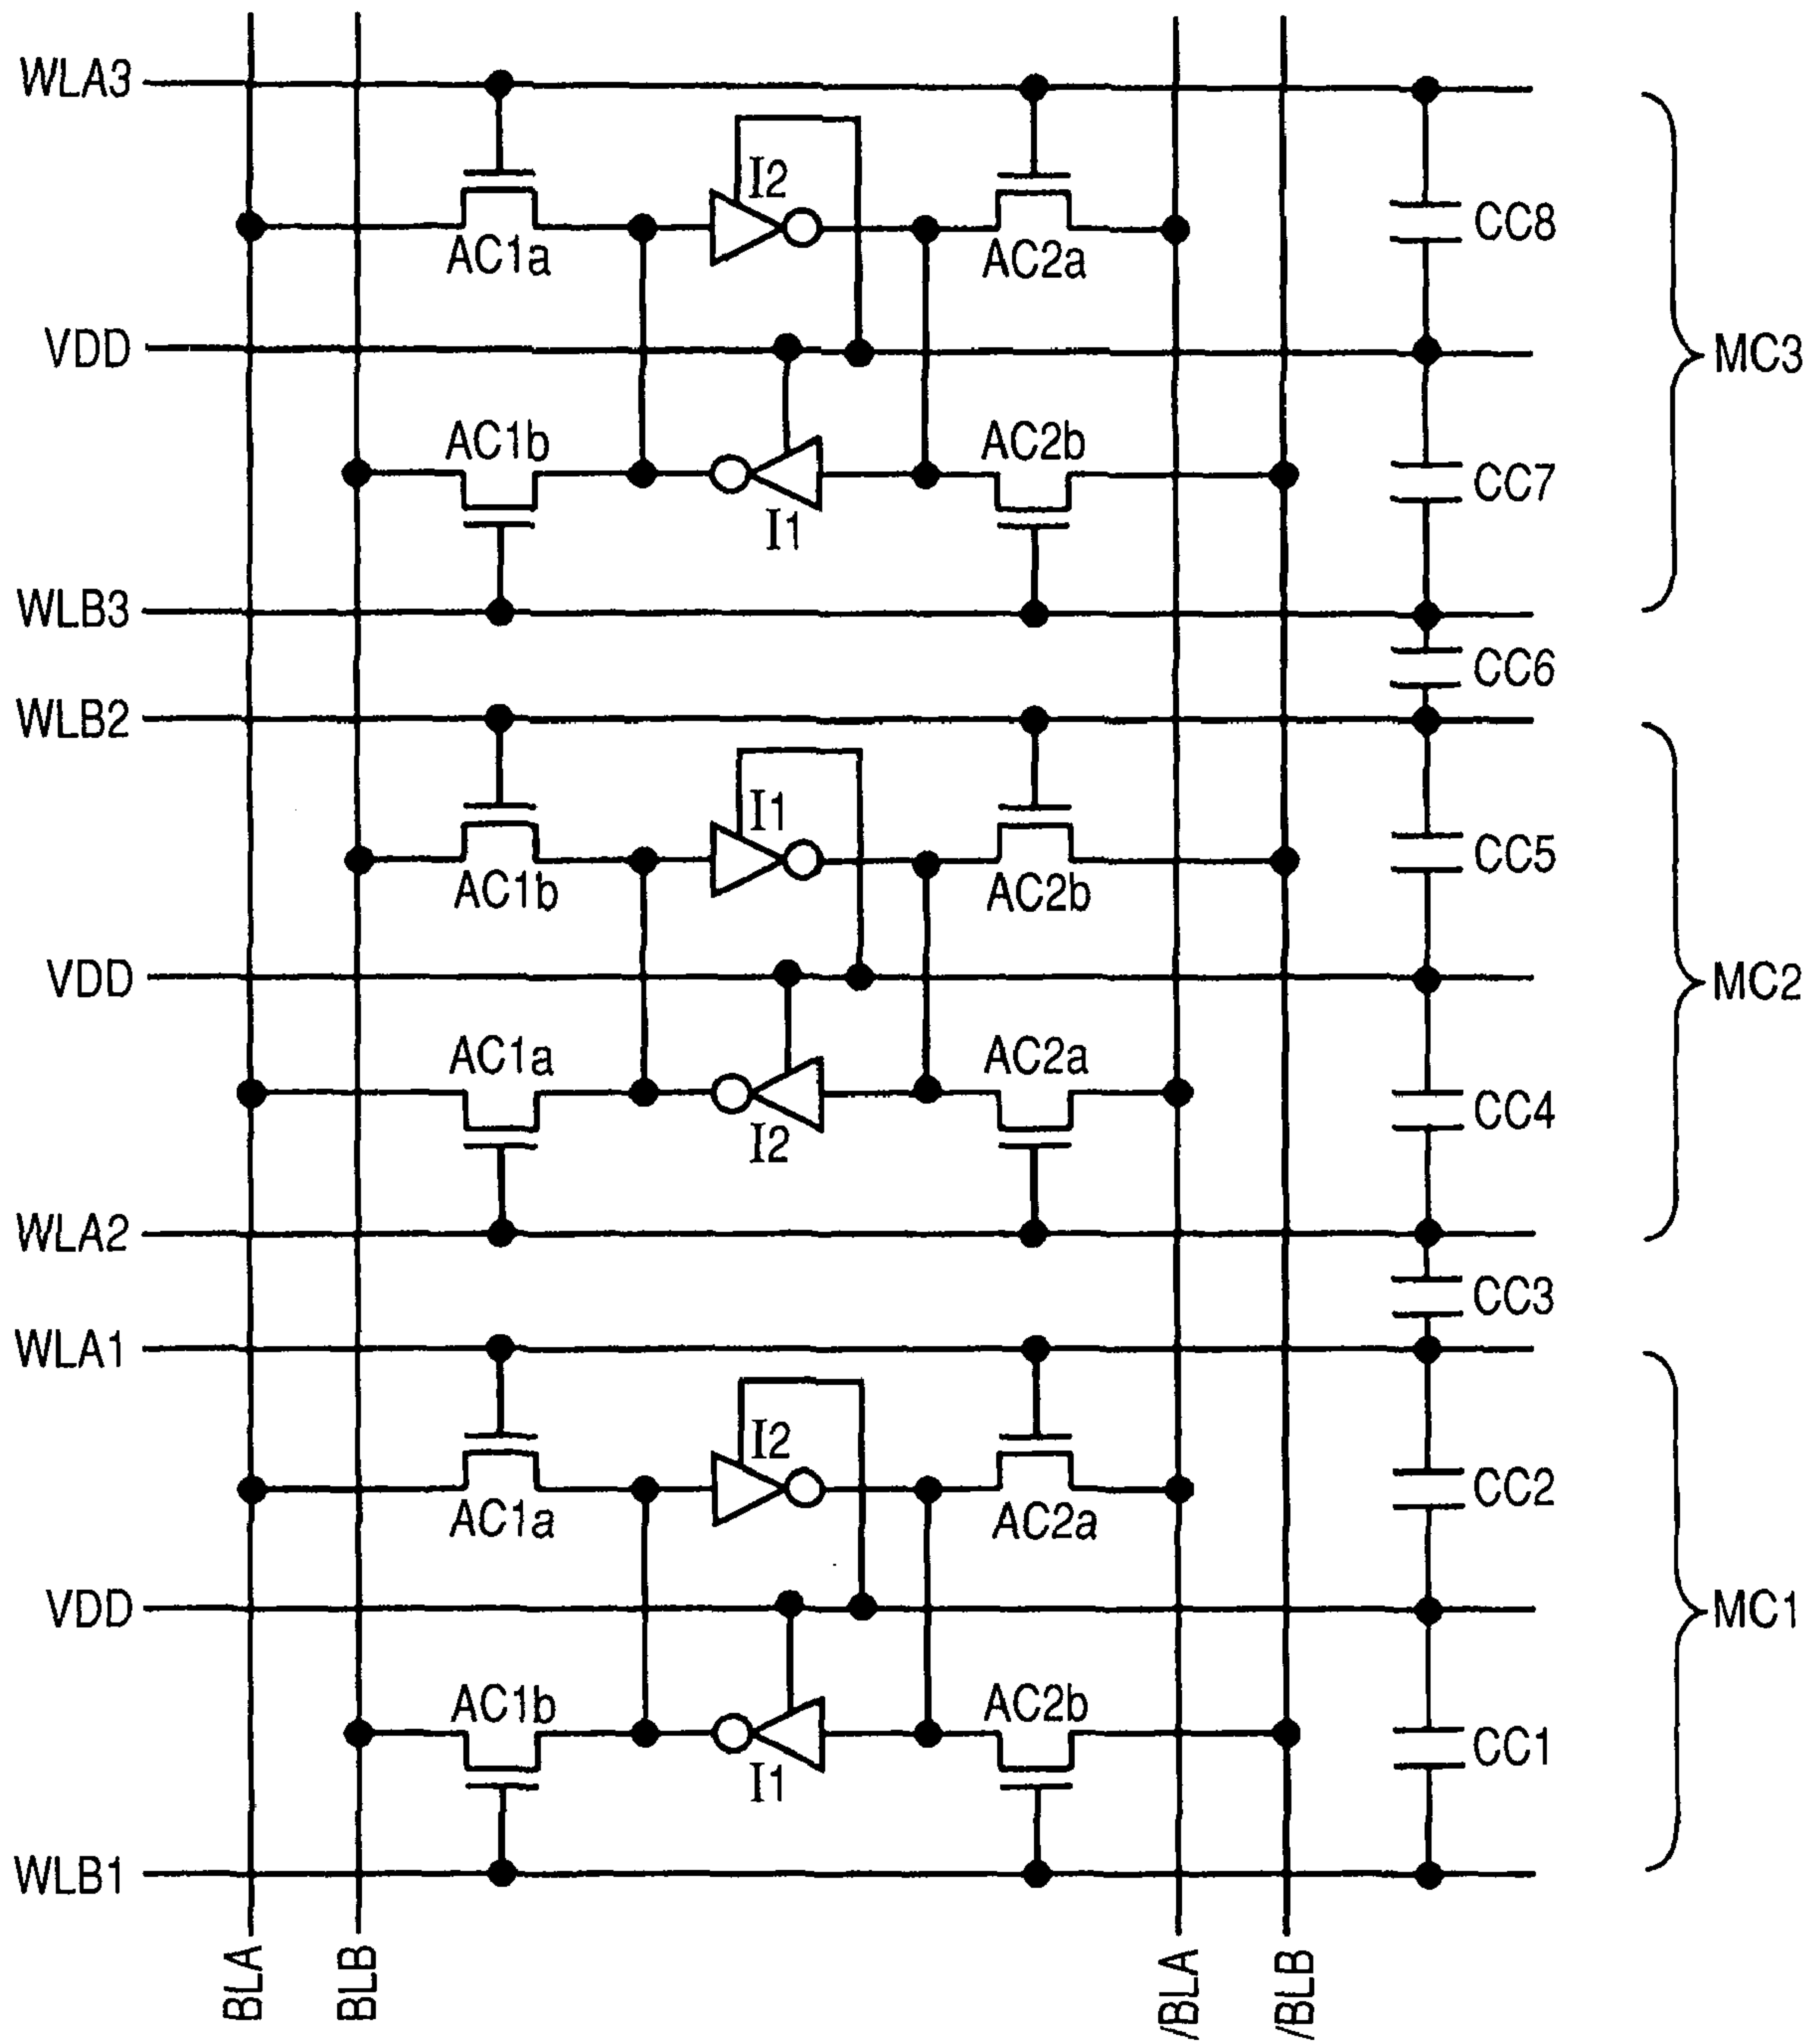 WLA3
I2
CC8
AC1a
AC2a
VDD
MC3
AC1b
AC2b
CC7
I1
WLB3
CC6
WLB2
I1
CC5
AC1b
AC2b
VDD
MC2
AC1a
AC2a
CC4
I2
WLA2
CC3
WLA1
I2
CC2
AC1a
AC2a
VDD
MC1
AC1b
AC2b
CC1
I1
WLB1
BLA
BLB
/BLA
/BLB